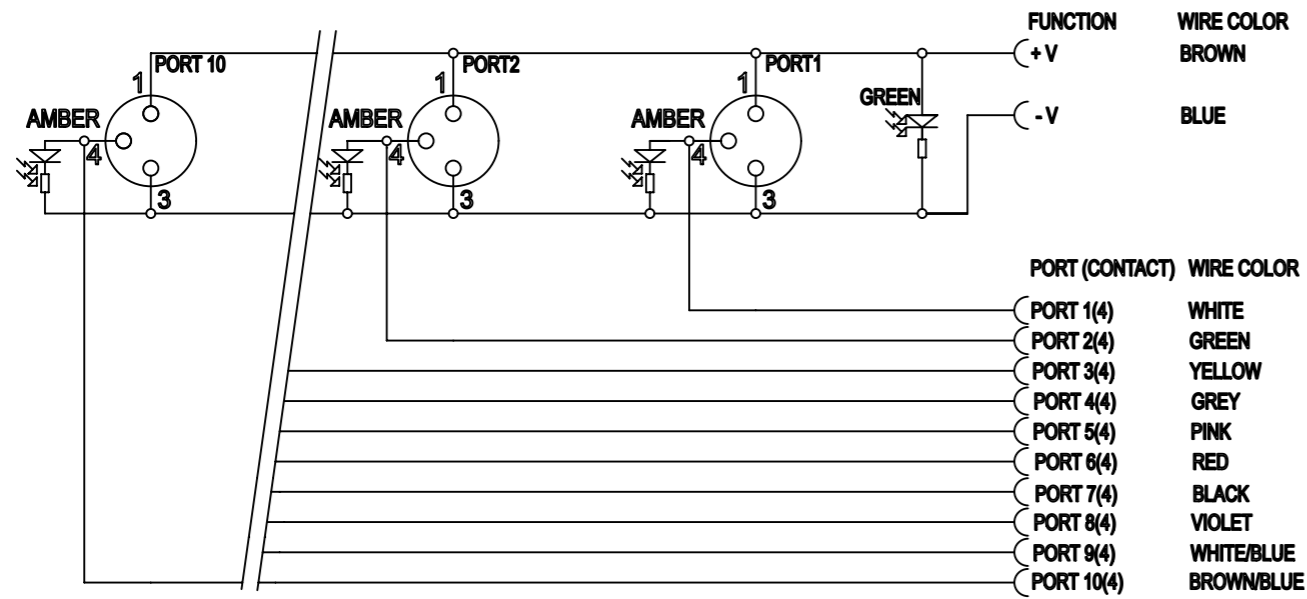 FUNCTION WIRE COLOR
+ V BROWN
- V BLUE
PORT 10 PORT2 PORT1
1 1 1
GREEN
AMBER AMBER AMBER
4 4 4
3 3 3
PORT (CONTACT) WIRE COLOR
PORT 1(4) WHITE
PORT 2(4) GREEN
PORT 3(4) YELLOW
PORT 4(4) GREY
PORT 5(4) PINK
PORT 6(4) RED
PORT 7(4) BLACK
PORT 8(4) VIOLET
PORT 9(4) WHITE/BLUE
PORT 10(4) BROWN/BLUE